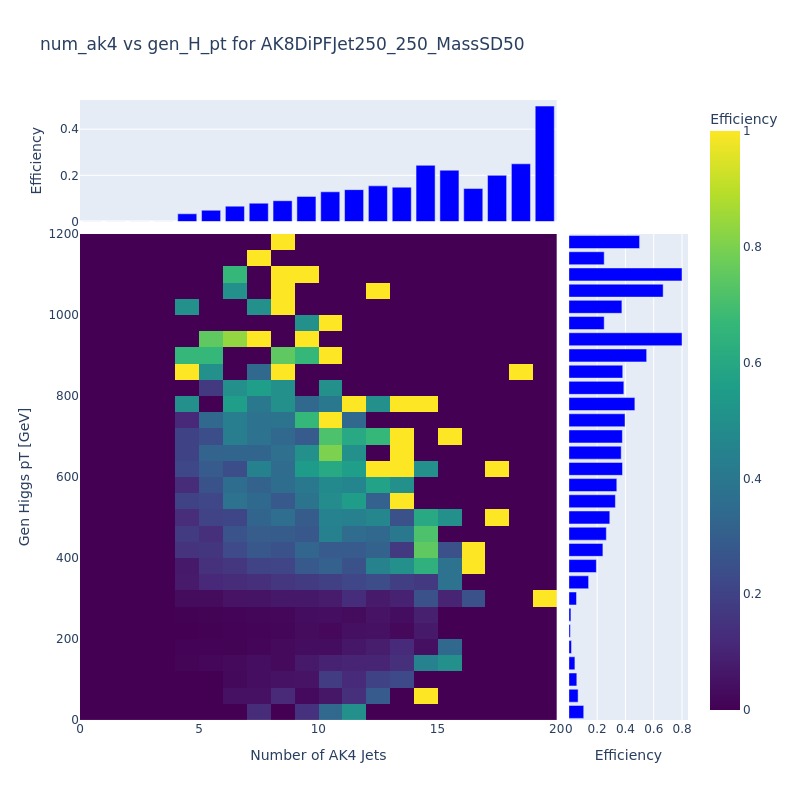 num_ak4 vs gen_H_pt for AK8DiPFJet250_250_MassSD50
Efficiency
0.4
0.2
0
Efficiency
1
0.8
0.6
0.4
0.2
0
Gen Higgs pT [GeV]
1200
1000
800
600
400
200
0
0 5 10 15 20
Number of AK4 Jets
0 0.2 0.4 0.6 0.8
Efficiency